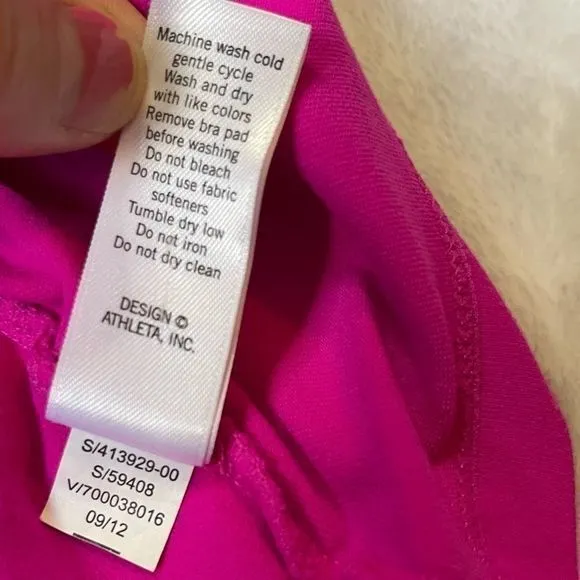 Machine wash cold
gentle cycle
Wash and dry
with like colors
Remove bra pad
before washing
Do not bleach
Do not use fabric
softeners
Tumble dry low
Do not iron
Do not dry clean
DESIGN ©
ATHLETA, INC.
S/413929-00
S/59408
V/700038016
09/12